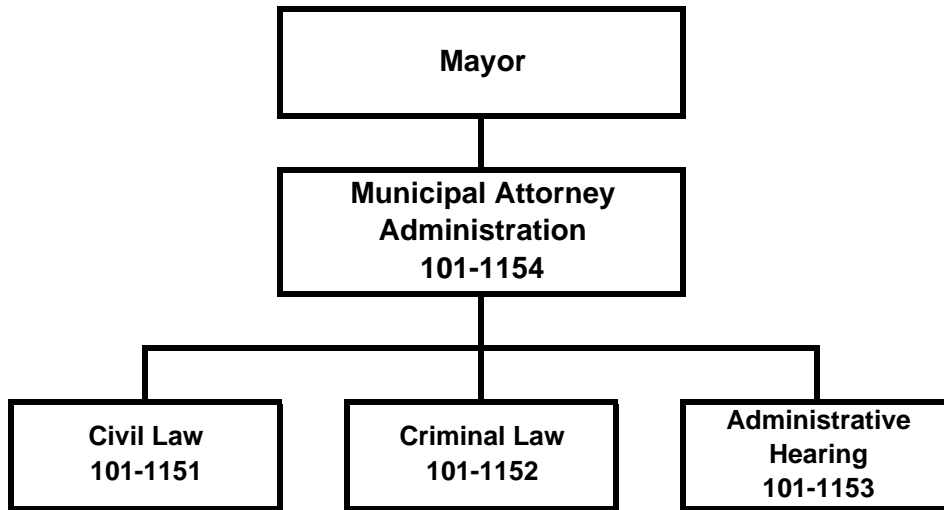 Mayor
Municipal Attorney
Administration
101-1154
Civil Law
101-1151
Criminal Law
101-1152
Administrative
Hearing
101-1153